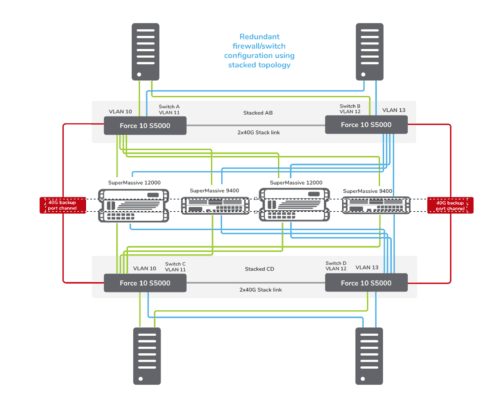 Redundant
firewall/switch
configuration using
stacked topology
VLAN 10
Switch A
VLAN 11
Stacked AB
Switch B
VLAN 12
VLAN 13
Force 10 S5000
Force 10 S5000
2x40G Stack link
SuperMassive 12000
SuperMassive 9400
SuperMassive 12000
SuperMassive 9400
40G backup
port channel
40G backup
port channel
VLAN 10
Switch C
VLAN 11
Stacked CD
Switch D
VLAN 12
VLAN 13
Force 10 S5000
Force 10 S5000
2x40G Stack link